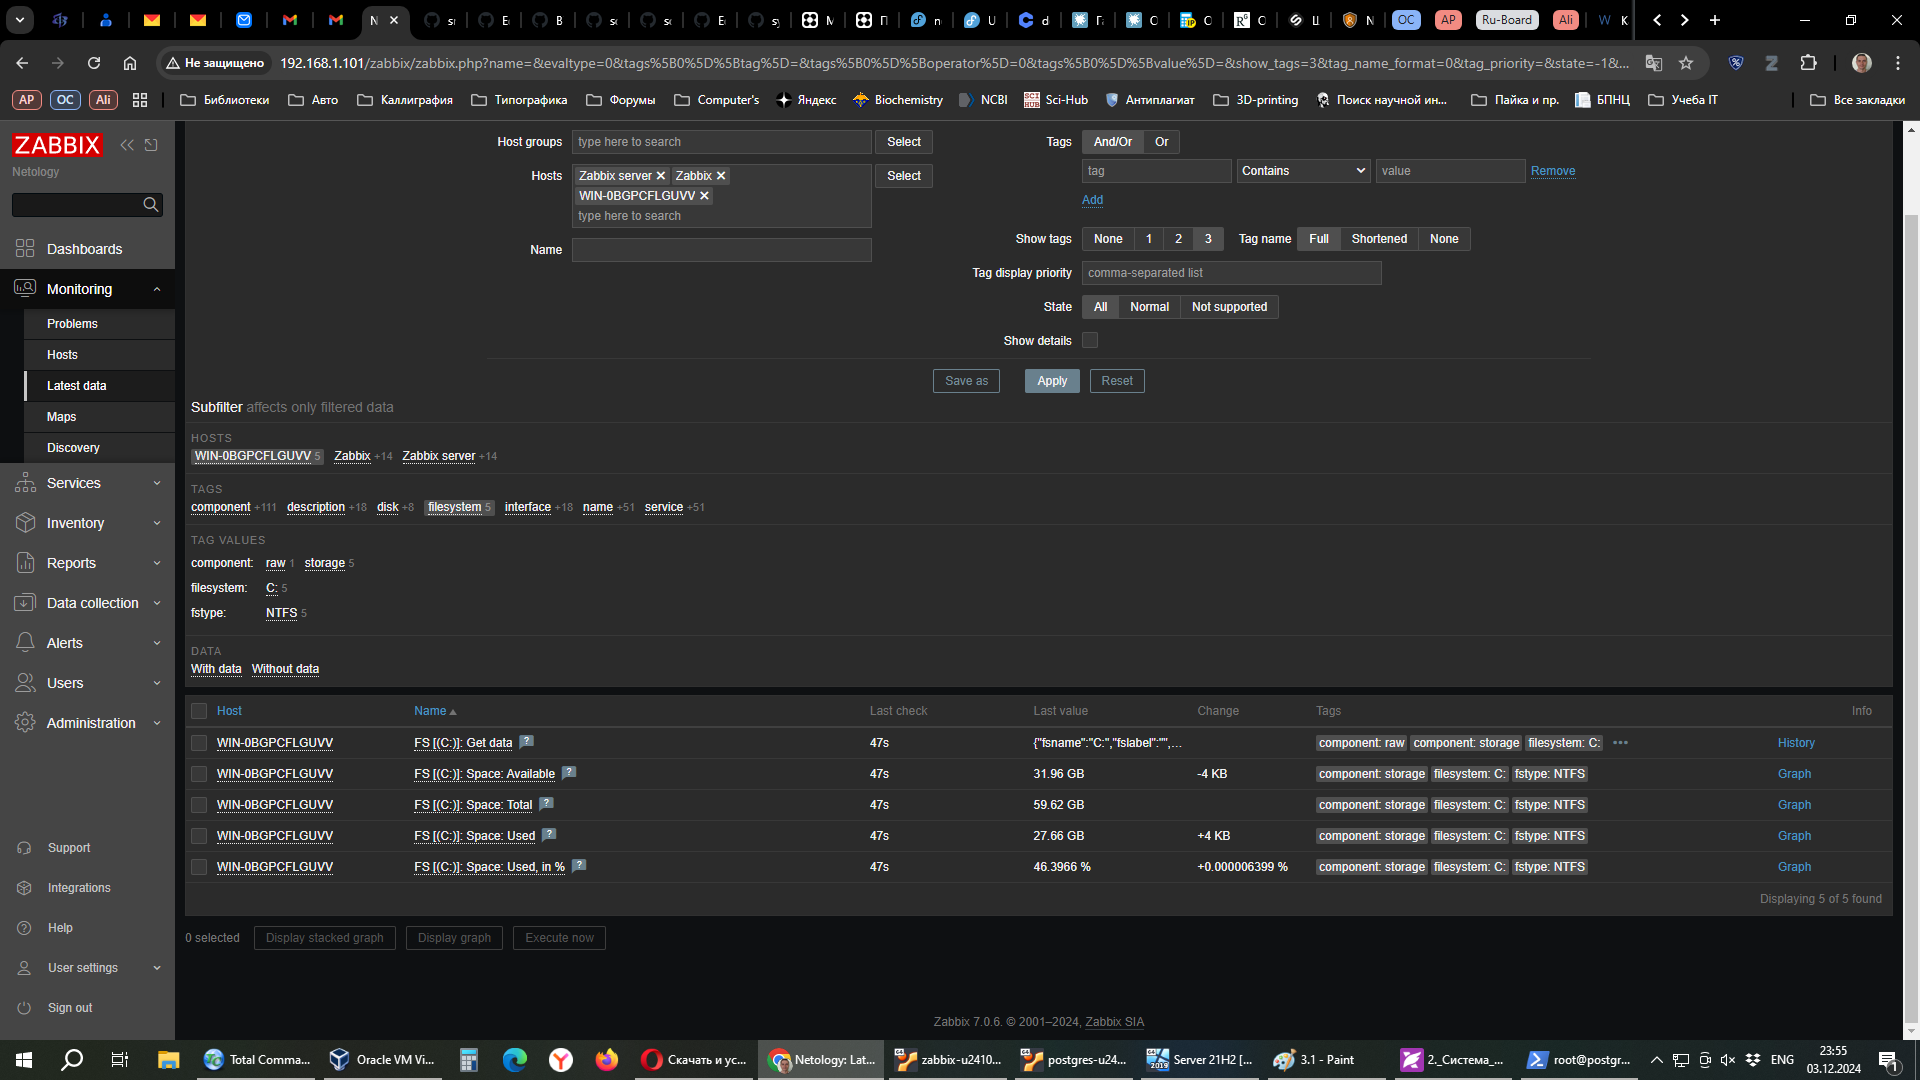 N
Не защищено
192.168.1.101/zabbix/zabbix.php?name=&evaltype=0&tags%5B0%5D%5Btag%5D=&tags%5B0%5D%5Boperator%5D=0&tags%5B0%5D%5Bvalue%5D=&show_tags=3&tag_name_format=0&tag_priority=&state=-1&...
ОС AP Ru-Board Ali
AP ОС Ali Библиотеки Авто Каллиграфия Типографика Форумы Computer's Яндекс Biochemistry NCBI Sci-Hub Антиплагиат 3D-printing Поиск научной ин... Пайка и пр. БПНЦ Учеба IT Все закладки
ZABBIX
Netology
Dashboards
Monitoring
Problems
Hosts
Latest data
Maps
Discovery
Services
Inventory
Reports
Data collection
Alerts
Users
Administration
Support
Integrations
Help
User settings
Sign out
Host groups type here to search Select
Hosts Zabbix server Zabbix Select
WIN-0BGPCFLGUVV
type here to search
Name
Tags And/Or Or
tag Contains value Remove
Add
Show tags None 1 2 3 Tag name Full Shortened None
Tag display priority comma-separated list
State All Normal Not supported
Show details
Save as Apply Reset
Subfilter affects only filtered data
HOSTS
WIN-0BGPCFLGUVV 5 Zabbix +14 Zabbix server +14
TAGS
component +111 description +18 disk +8 filesystem 5 interface +18 name +51 service +51
TAG VALUES
component: raw 1 storage 5
filesystem: C: 5
fstype: NTFS 5
DATA
With data Without data
Host Name Last check Last value Change Tags Info
WIN-0BGPCFLGUVV FS [(C:)]: Get data ? 47s {"fsname":"C:","fslabel":"",... component: raw component: storage filesystem: C: ••• History
WIN-0BGPCFLGUVV FS [(C:)]: Space: Available ? 47s 31.96 GB -4 KB component: storage filesystem: C: fstype: NTFS Graph
WIN-0BGPCFLGUVV FS [(C:)]: Space: Total ? 47s 59.62 GB component: storage filesystem: C: fstype: NTFS Graph
WIN-0BGPCFLGUVV FS [(C:)]: Space: Used ? 47s 27.66 GB +4 KB component: storage filesystem: C: fstype: NTFS Graph
WIN-0BGPCFLGUVV FS [(C:)]: Space: Used, in % ? 47s 46.3966 % +0.000006399 % component: storage filesystem: C: fstype: NTFS Graph
Displaying 5 of 5 found
0 selected Display stacked graph Display graph Execute now
Zabbix 7.0.6. © 2001–2024, Zabbix SIA
Total Comma... Oracle VM Vi... Скачать и ус... Netology: Lat... zabbix-u2410... postgres-u24... Server 21H2 [... 3.1 - Paint 2._Система_... root@postgr... ENG
23:55
03.12.2024